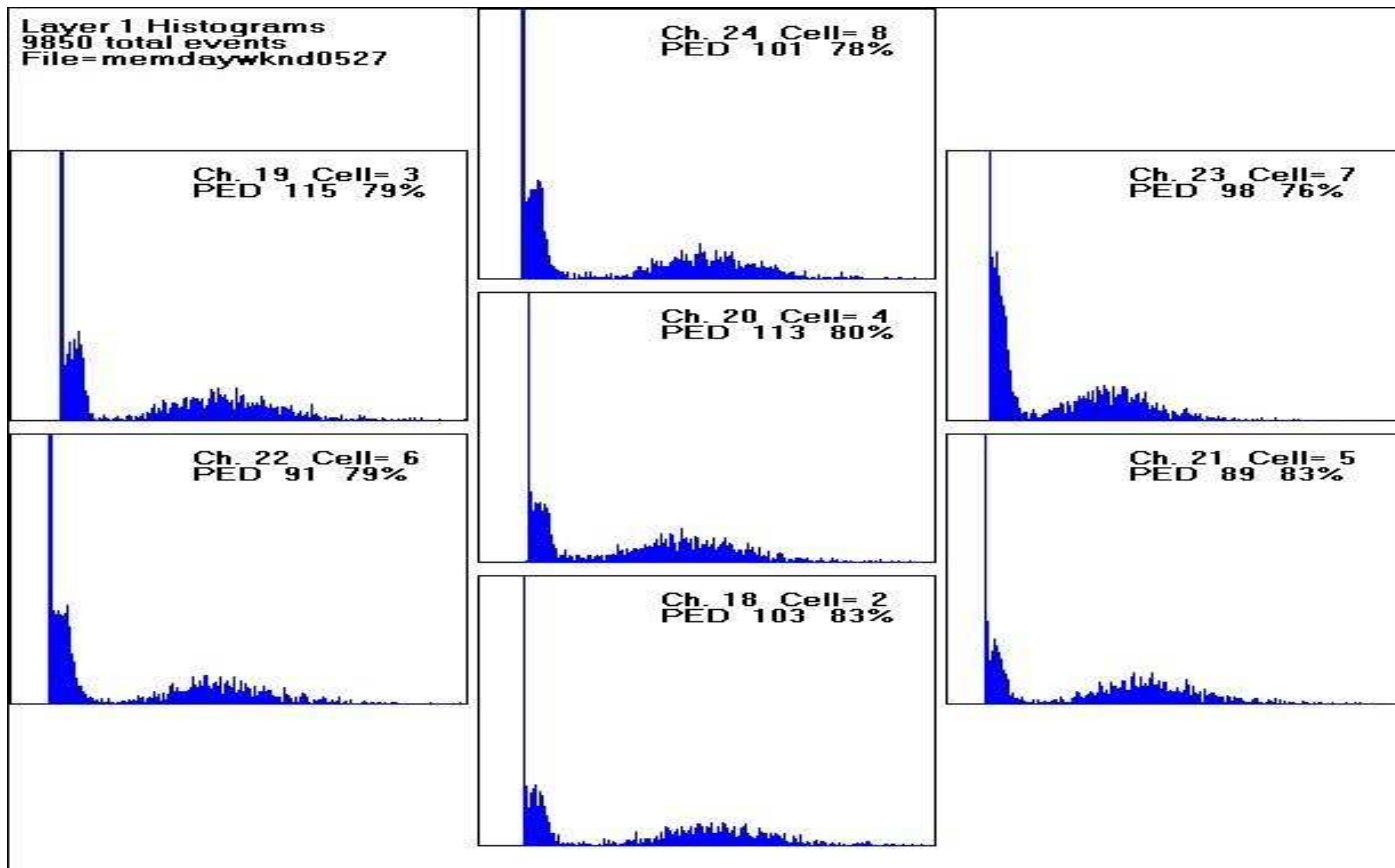 Layer 1 Histograms
9850 total events
File=memdaywknd0527
Ch. 24 Cell= 8
PED 101 78%
Ch. 19 Cell= 3
PED 115 79%
Ch. 23 Cell= 7
PED 98 76%
Ch. 20 Cell= 4
PED 113 80%
Ch. 22 Cell= 6
PED 91 79%
Ch. 21 Cell= 5
PED 89 83%
Ch. 18 Cell= 2
PED 103 83%